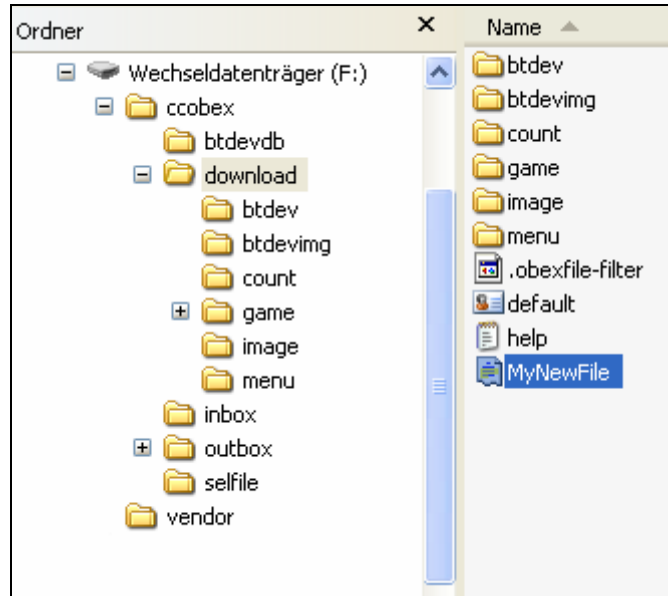 Ordner
Wechseldatenträger (F:)
ccobex
btdevdb
download
btdev
btdevimg
count
game
image
menu
inbox
outbox
selfile
vendor
Name
btdev
btdevimg
count
game
image
menu
.obexfile-filter
default
help
MyNewFile